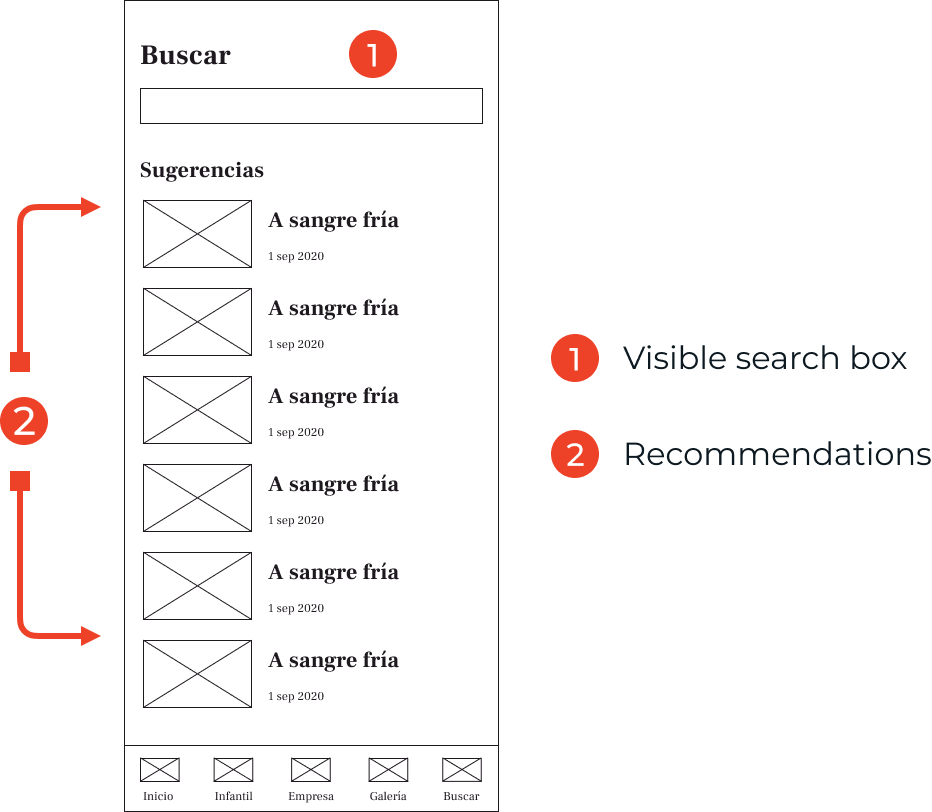 Buscar
1
Sugerencias
A sangre fría
1 sep 2020
A sangre fría
1 sep 2020
A sangre fría
1 sep 2020
A sangre fría
1 sep 2020
A sangre fría
1 sep 2020
A sangre fría
1 sep 2020
Inicio Infantil Empresa Galería Buscar
2
1 Visible search box
2 Recommendations